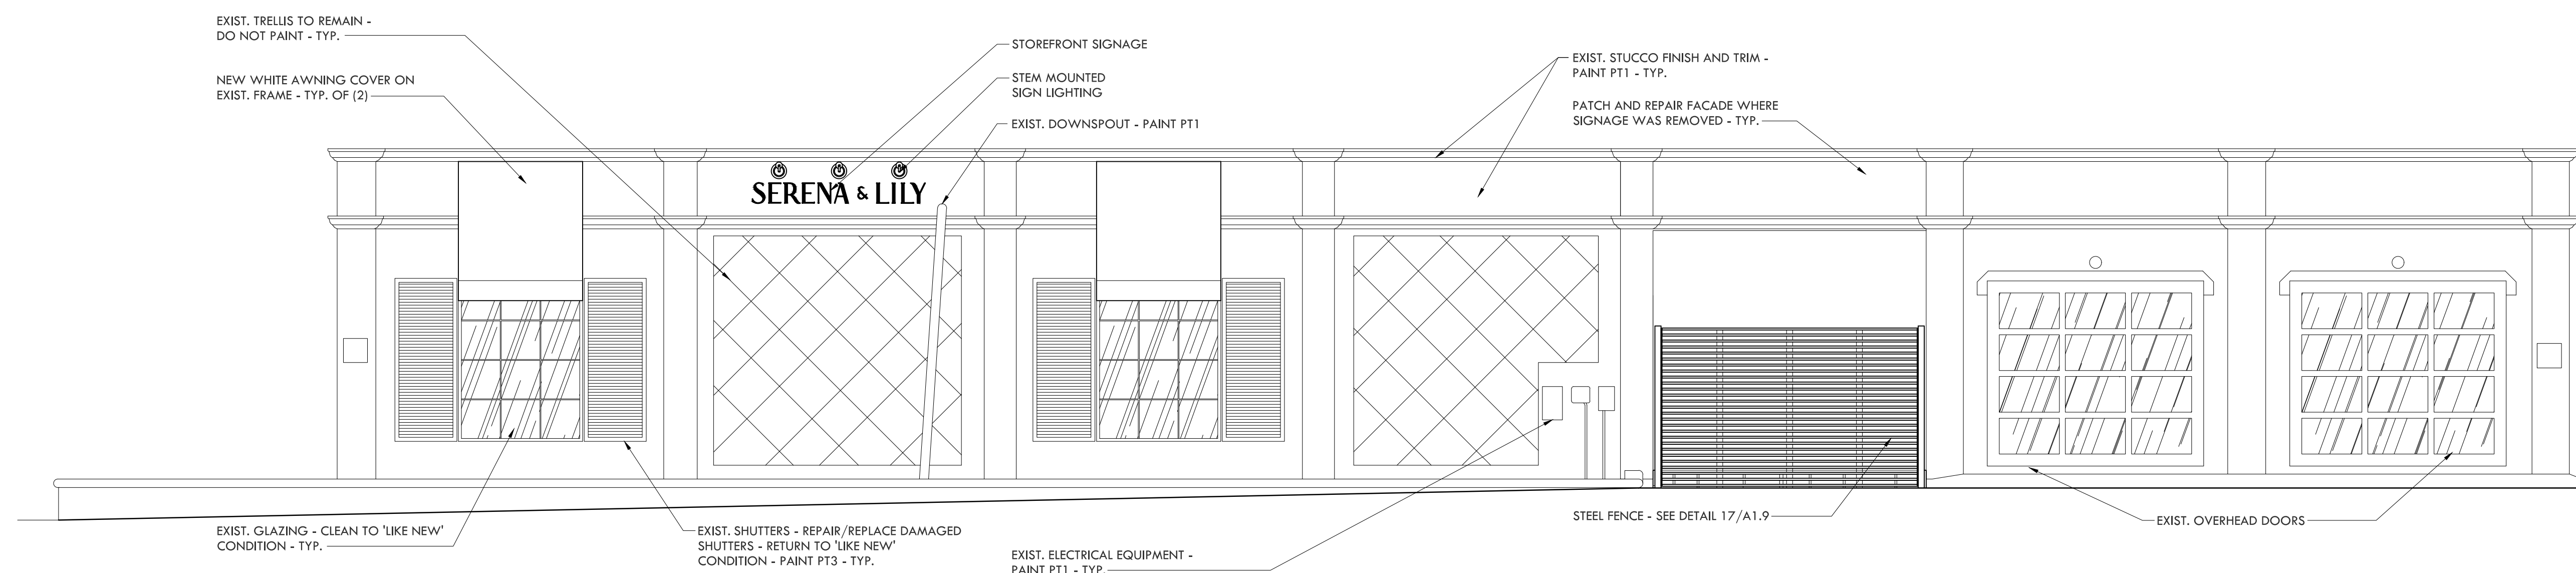 EXIST. TRELLIS TO REMAIN -
DO NOT PAINT - TYP.
NEW WHITE AWNING COVER ON
EXIST. FRAME - TYP. OF (2)
STOREFRONT SIGNAGE
STEM MOUNTED
SIGN LIGHTING
EXIST. DOWNSPOUT - PAINT PT1
EXIST. STUCCO FINISH AND TRIM -
PAINT PT1 - TYP.
PATCH AND REPAIR FACADE WHERE
SIGNAGE WAS REMOVED - TYP.
SERENA & LILY
EXIST. GLAZING - CLEAN TO 'LIKE NEW'
CONDITION - TYP.
EXIST. SHUTTERS - REPAIR/REPLACE DAMAGED
SHUTTERS - RETURN TO 'LIKE NEW'
CONDITION - PAINT PT3 - TYP.
EXIST. ELECTRICAL EQUIPMENT -
PAINT PT1 - TYP.
STEEL FENCE - SEE DETAIL 17/A1.9
EXIST. OVERHEAD DOORS